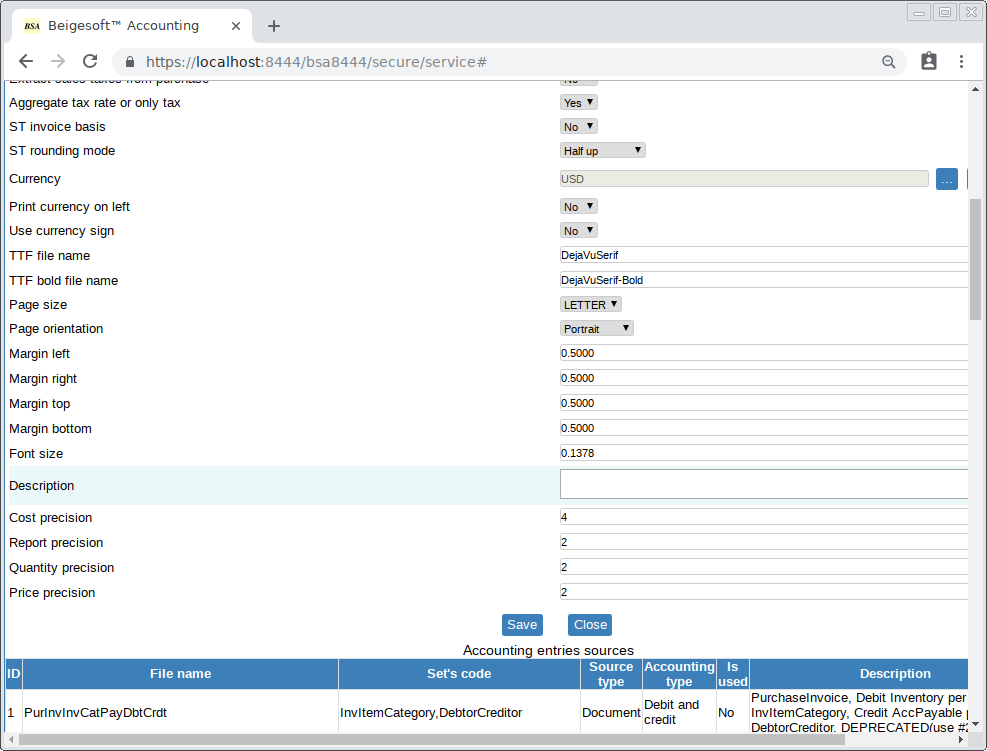 BSA Beigesoft™ Accounting
https://localhost:8444/bsa8444/secure/service#
Extract sales taxes from purchase No
Aggregate tax rate or only tax Yes
ST invoice basis No
ST rounding mode Half up
Currency USD ...
Print currency on left No
Use currency sign No
TTF file name DejaVuSerif
TTF bold file name DejaVuSerif-Bold
Page size LETTER
Page orientation Portrait
Margin left 0.5000
Margin right 0.5000
Margin top 0.5000
Margin bottom 0.5000
Font size 0.1378
Description
Cost precision 4
Report precision 2
Quantity precision 2
Price precision 2
Save Close
Accounting entries sources
ID File name Set's code Source type Accounting type Is used Description
1 PurInvInvCatPayDbtCrdt InvItemCategory,DebtorCreditor Document Debit and credit No PurchaseInvoice, Debit Inventory per
InvItemCategory, Credit AccPayable
DebtorCreditor. DEPRECATED(use #2